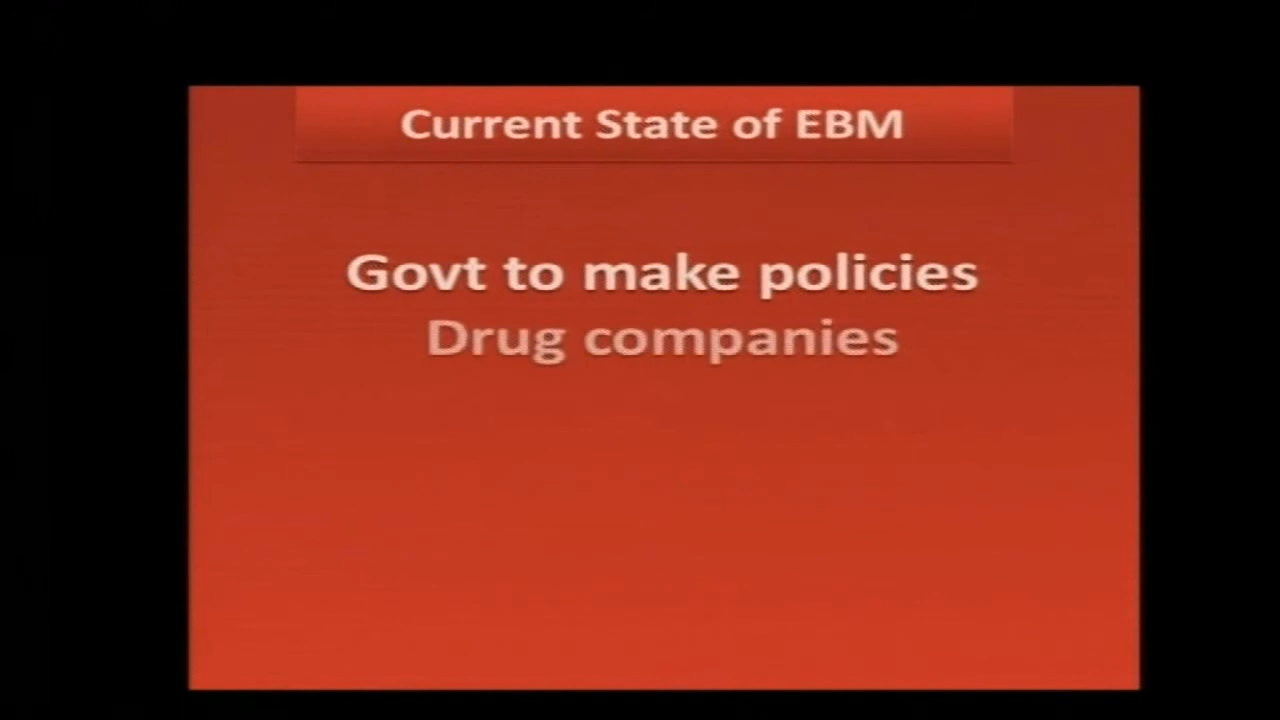 Current State of EBM
Govt to make policies
Drug companies